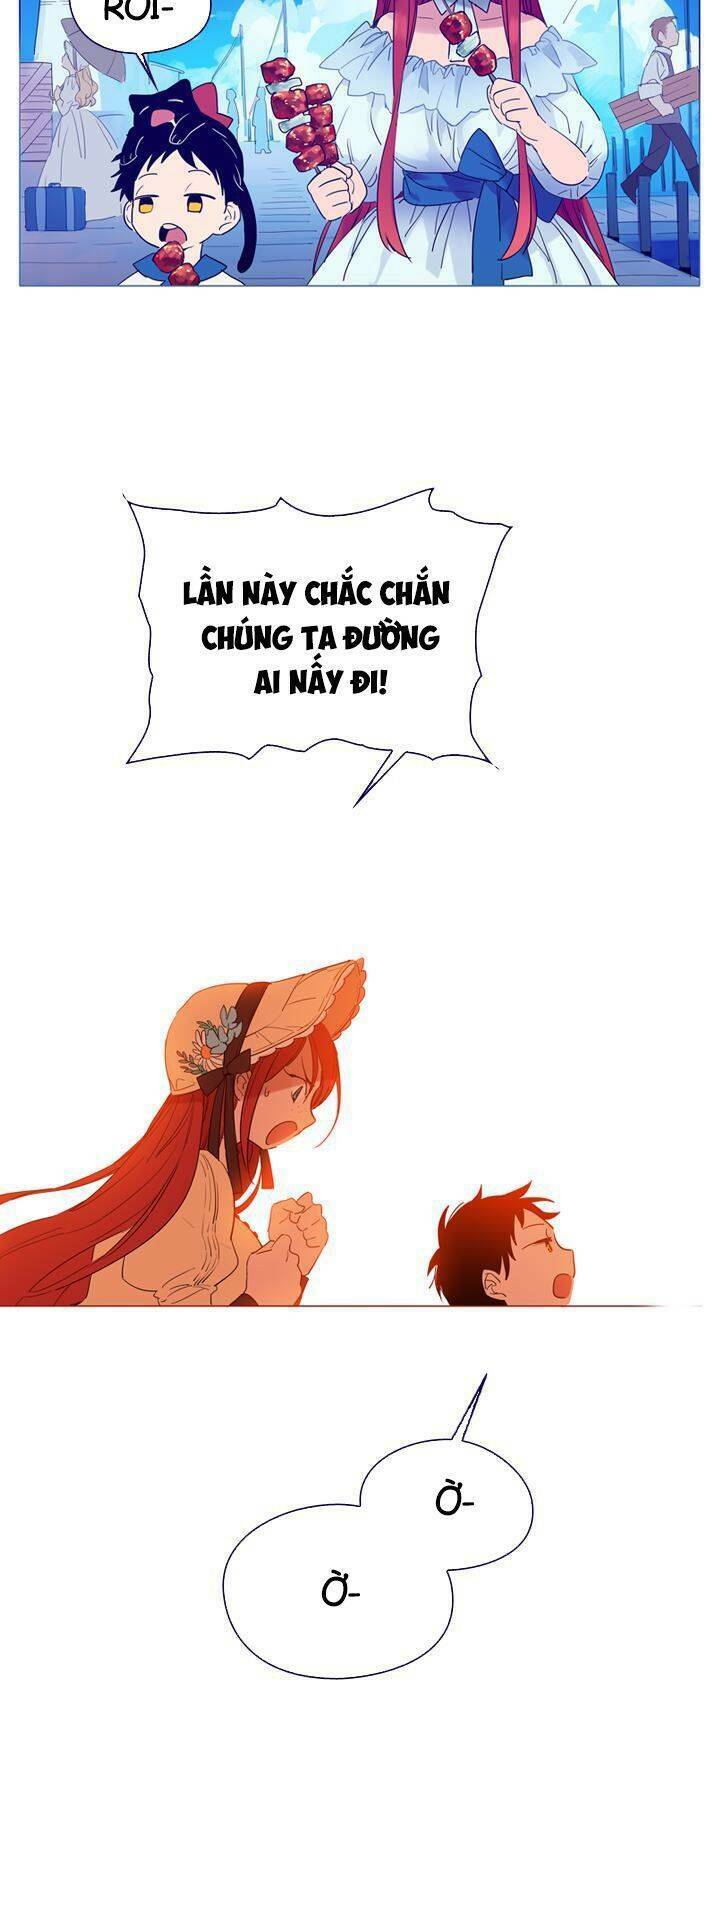 RỒI-
LẦN NÀY CHẮC CHẮN
CHÚNG TA ĐƯỜNG
AI NẤY ĐI!
Ờ-
Ờ-